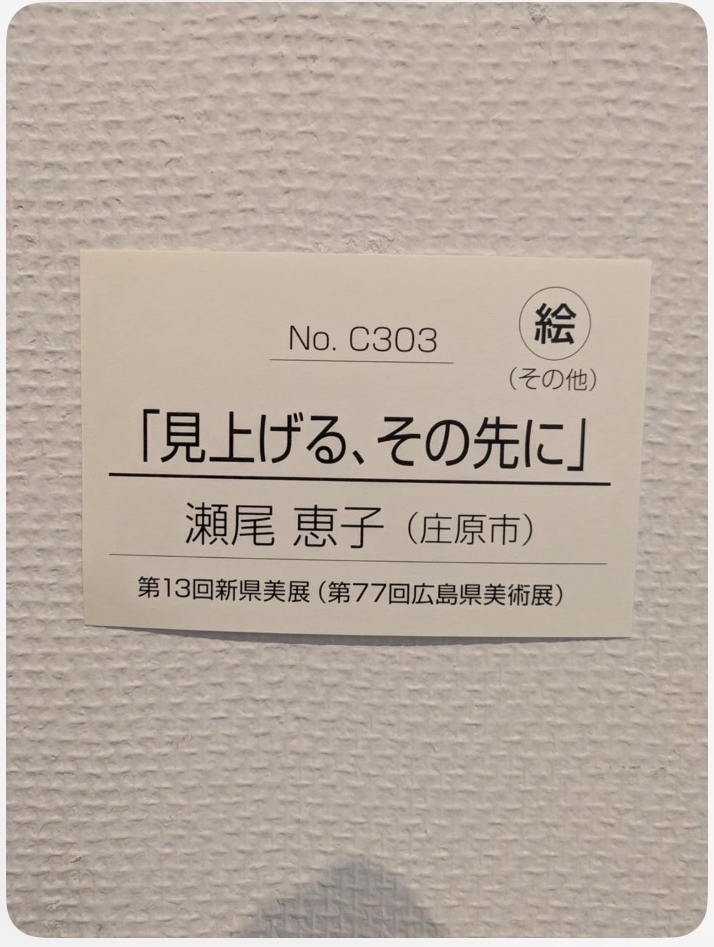 No. C303
絵
(その他)
「見上げる、その先に」
瀬尾 恵子（庄原市）
第13回新県美展（第77回広島県美術展）